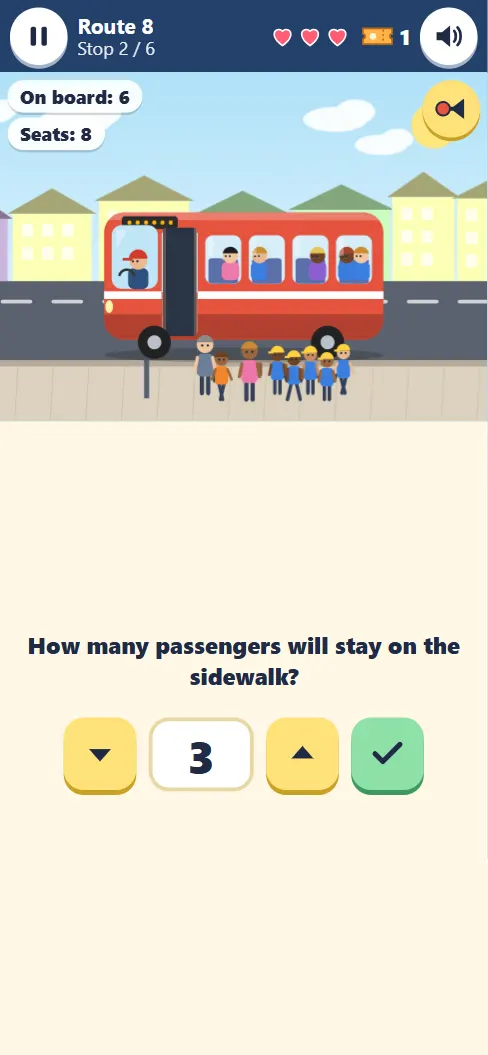 Route 8
Stop 2 / 6
1
On board: 6
Seats: 8
How many passengers will stay on the
sidewalk?
3